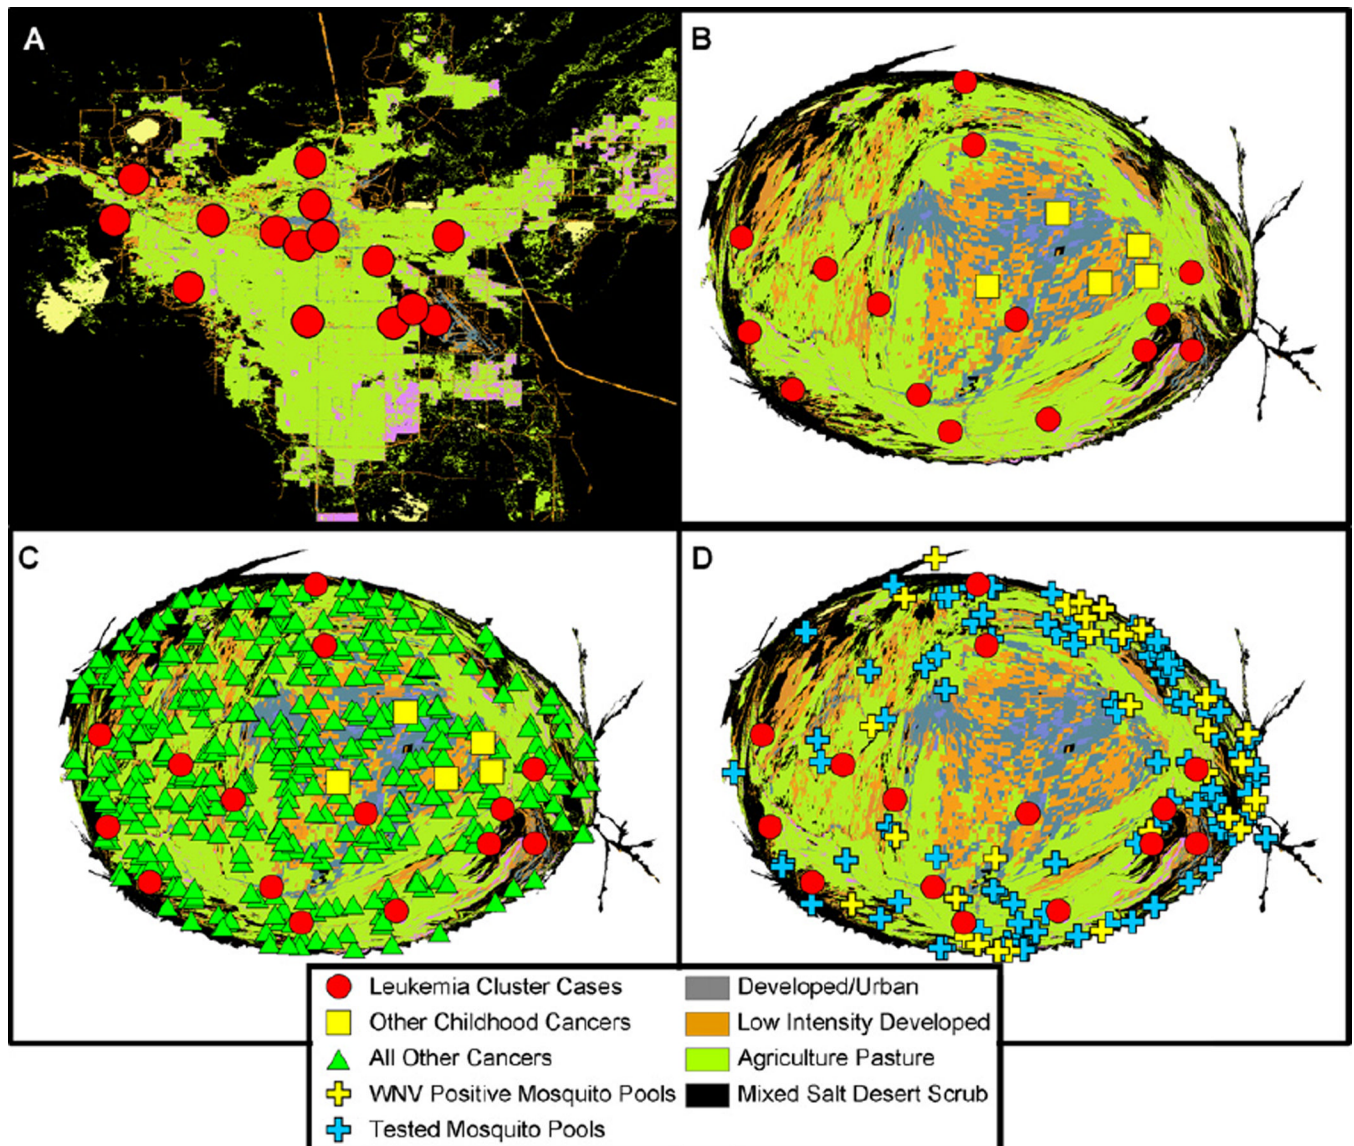 A
B
C
D
Leukemia Cluster Cases
Other Childhood Cancers
All Other Cancers
WNV Positive Mosquito Pools
Tested Mosquito Pools
Developed/Urban
Low Intensity Developed
Agriculture Pasture
Mixed Salt Desert Scrub